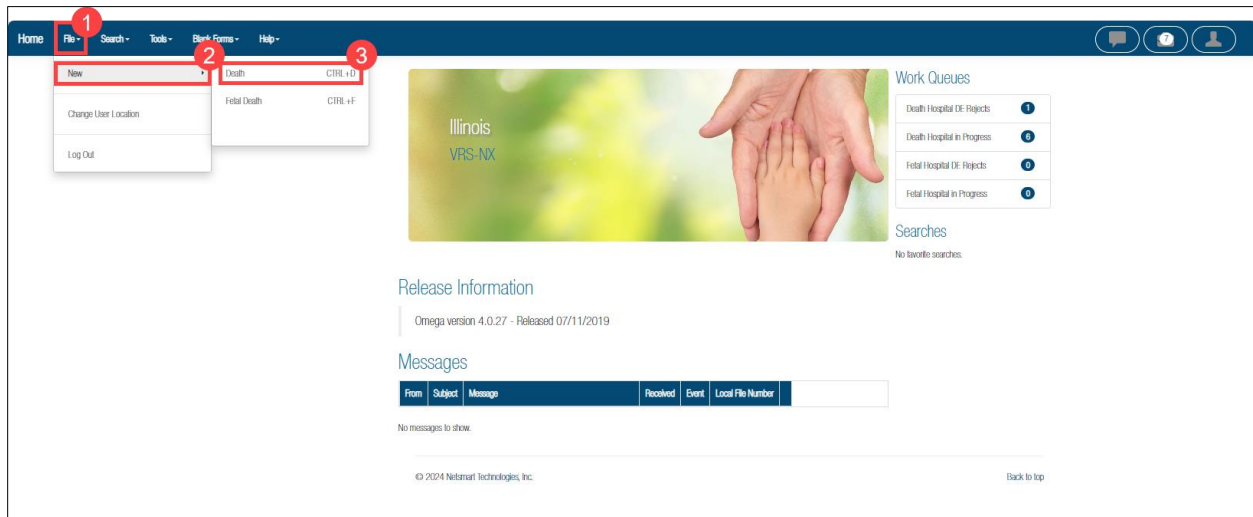 1
Home File Search Tools Blank Forms Help 7
2 3
New Death CTRL+D
Fetal Death CTRL+F
Change User Location
Log Out
Illinois
VRS-NX
Work Queues
Death Hospital DE Rejects 1
Death Hospital in Progress 6
Fetal Hospital DE Rejects 0
Fetal Hospital in Progress 0
Searches
No favorite searches.
Release Information
Omega version 4.0.27 - Released 07/11/2019
Messages
From Subject Message Received Event Local File Number
No messages to show.
© 2024 Netsmart Technologies, Inc. Back to top